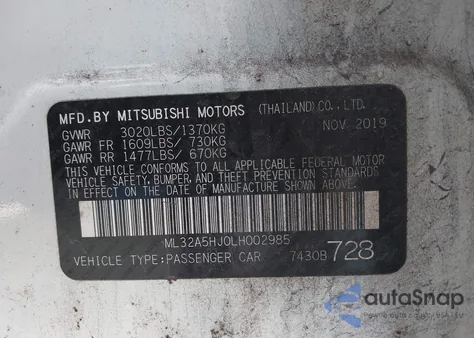 MFD. BY MITSUBISHI MOTORS (THAILAND) CO., LTD.
GVWR 3020LBS/1370KG NOV 2019
GAWR FR 1609LBS/ 730KG
GAWR RR 1477LBS/ 670KG
THIS VEHICLE CONFORMS TO ALL APPLICABLE FEDERAL MOTOR
VEHICLE SAFETY, BUMPER, AND THEFT PREVENTION STANDARDS
IN EFFECT ON THE DATE OF MANUFACTURE SHOWN ABOVE.
ML32A5HJ0LH002985
VEHICLE TYPE: PASSENGER CAR 7430B 728
autoSnap
AUTOMOTIVE DATA